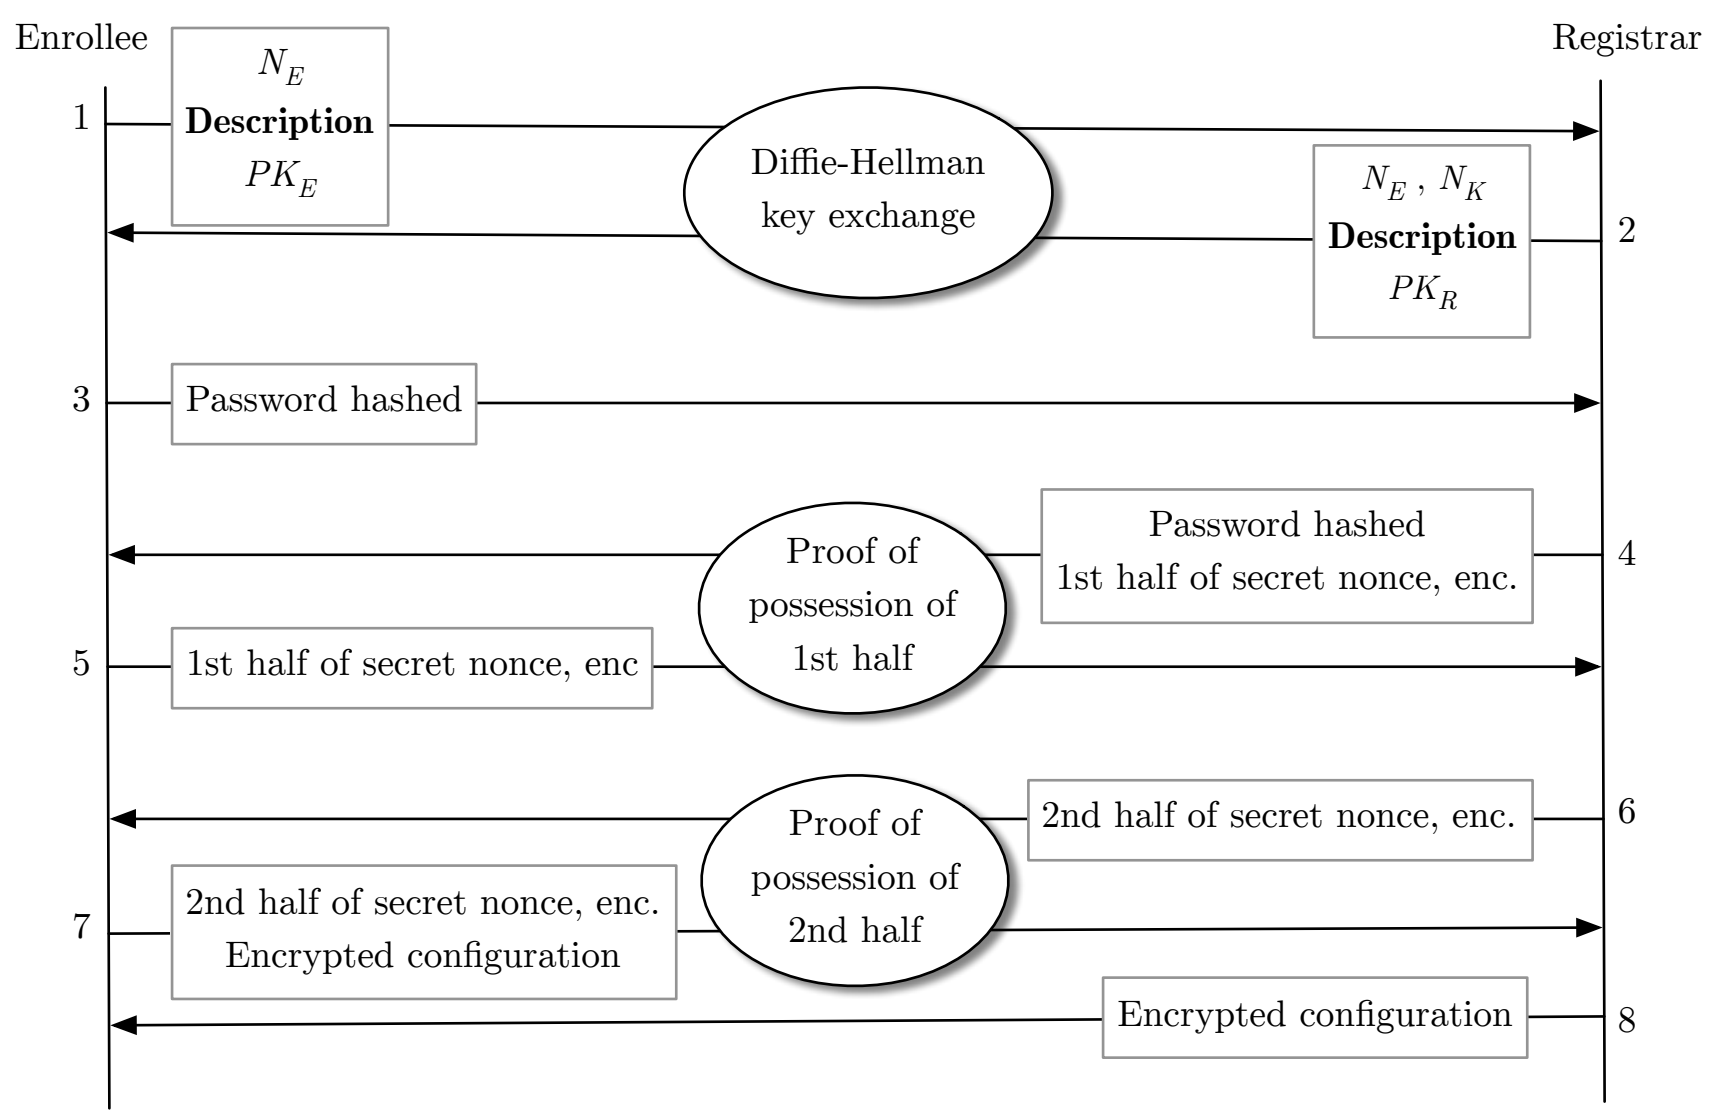 Enrollee
Registrar
1
N_E
Description
PK_E
Diffie-Hellman
key exchange
N_E , N_K
Description
PK_R
2
3
Password hashed
Password hashed
1st half of secret nonce, enc.
4
Proof of
possession of
1st half
5
1st half of secret nonce, enc
2nd half of secret nonce, enc.
6
Proof of
possession of
2nd half
7
2nd half of secret nonce, enc.
Encrypted configuration
Encrypted configuration
8